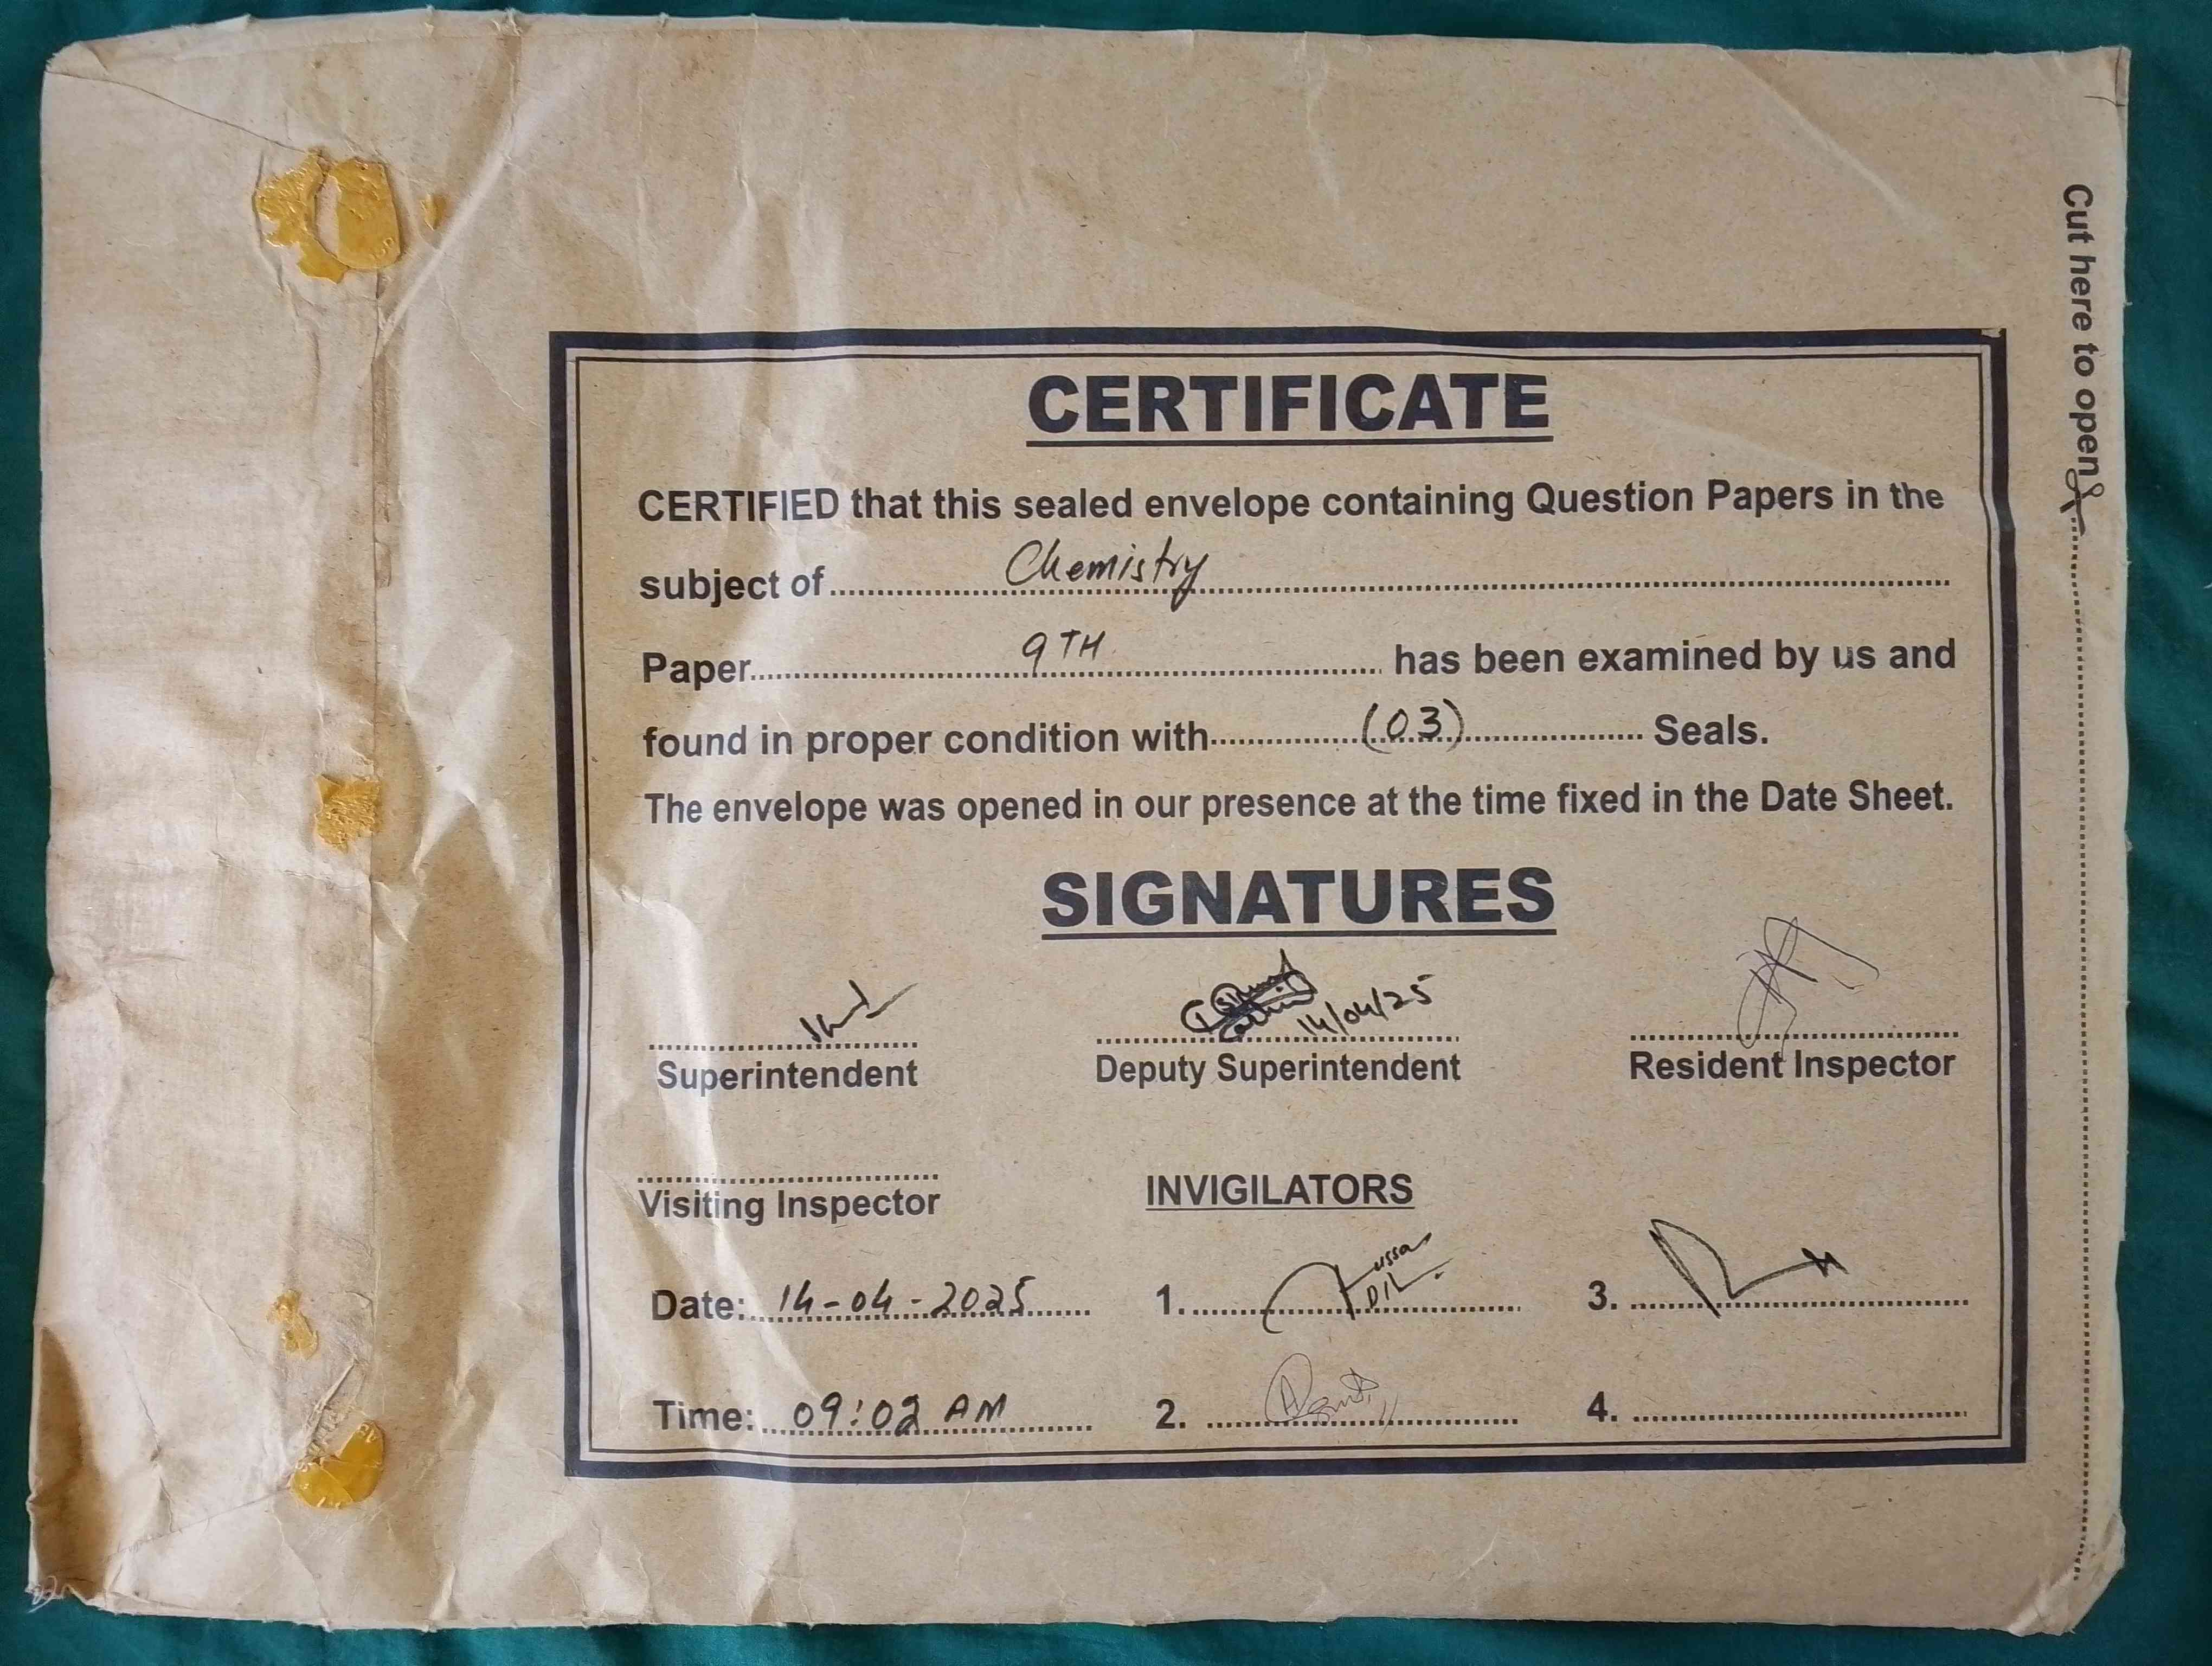 Cut here to open
CERTIFICATE
CERTIFIED that this sealed envelope containing Question Papers in the
subject of Chemistry
Paper 9TH has been examined by us and
found in proper condition with (03) Seals.
The envelope was opened in our presence at the time fixed in the Date Sheet.
SIGNATURES
14/04/25
Superintendent Deputy Superintendent Resident Inspector
Visiting Inspector INVIGILATORS
Date: 14-04-2025 1. 3.
Time: 09:02 AM 2. 4.